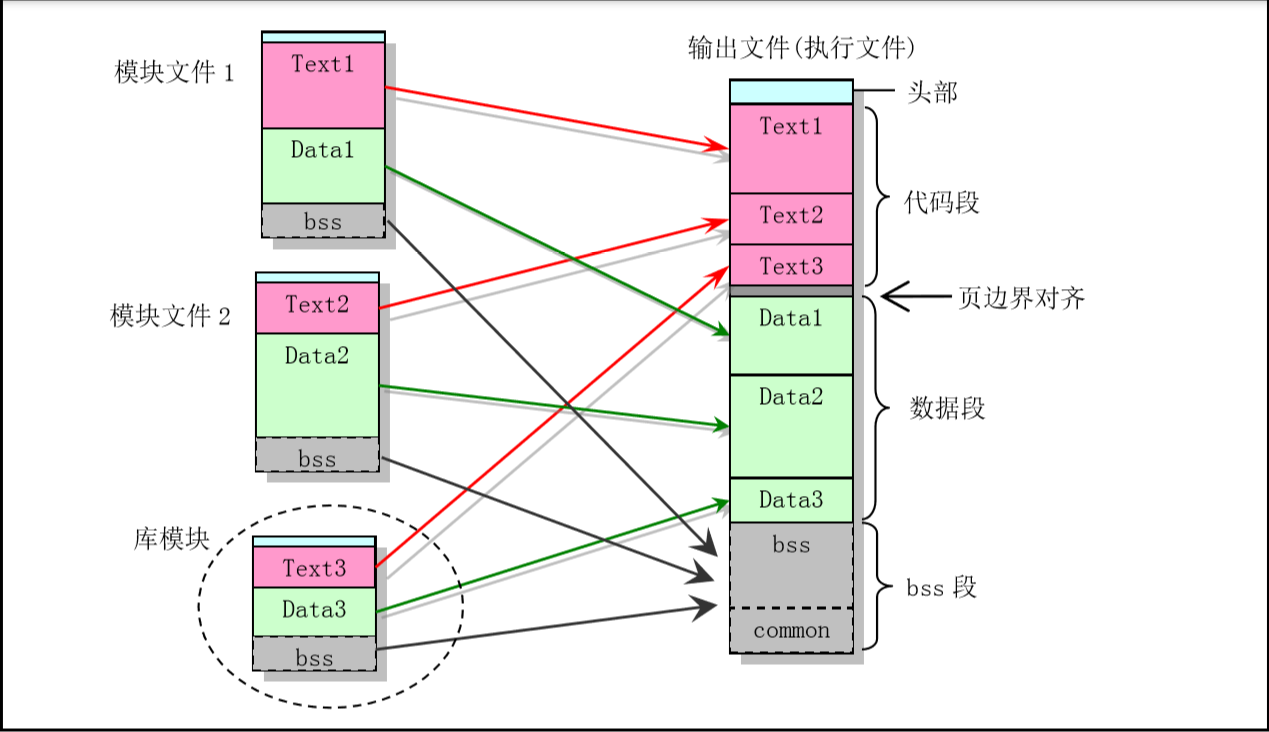 模块文件 1
Text1
Data1
bss
模块文件 2
Text2
Data2
bss
库模块
Text3
Data3
bss
输出文件(执行文件)
头部
Text1
Text2
Text3
代码段
页边界对齐
Data1
Data2
Data3
数据段
bss
common
bss 段